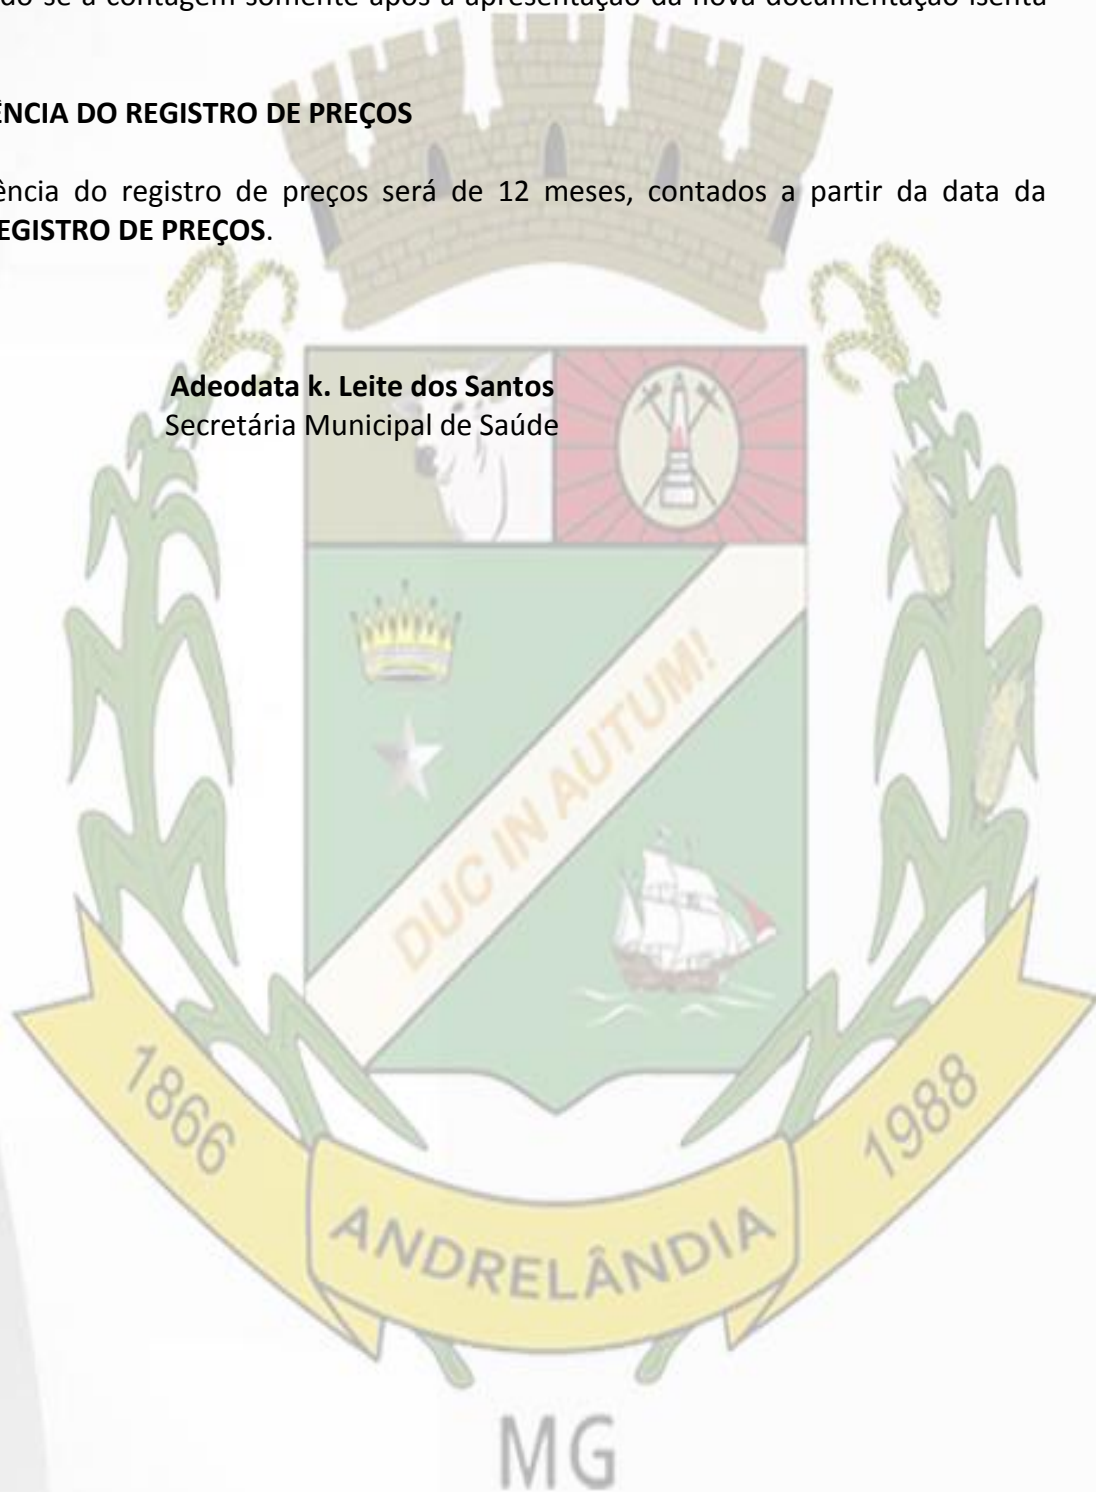 do-se a contagem somente após a apresentação da nova documentação isenta
ÊNCIA DO REGISTRO DE PREÇOS
ência do registro de preços será de 12 meses, contados a partir da data da
EGISTRO DE PREÇOS.
Adeodata k. Leite dos Santos
Secretária Municipal de Saúde
DUC IN AUTUM!
1866
1988
ANDRELÂNDIA
MG